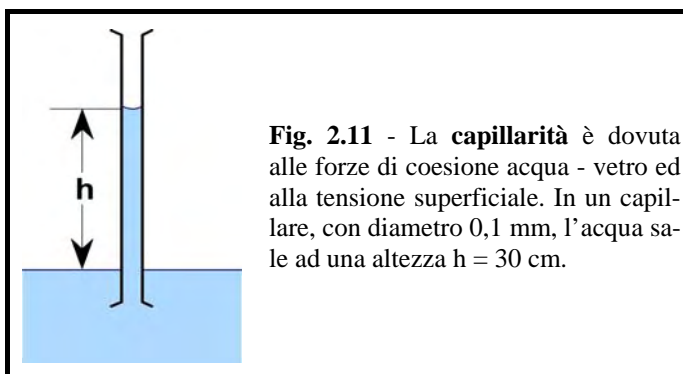 h
Fig. 2.11 - La capillarità è dovuta
alle forze di coesione acqua - vetro ed
alla tensione superficiale. In un capil-
lare, con diametro 0,1 mm, l’acqua sa-
le ad una altezza h = 30 cm.